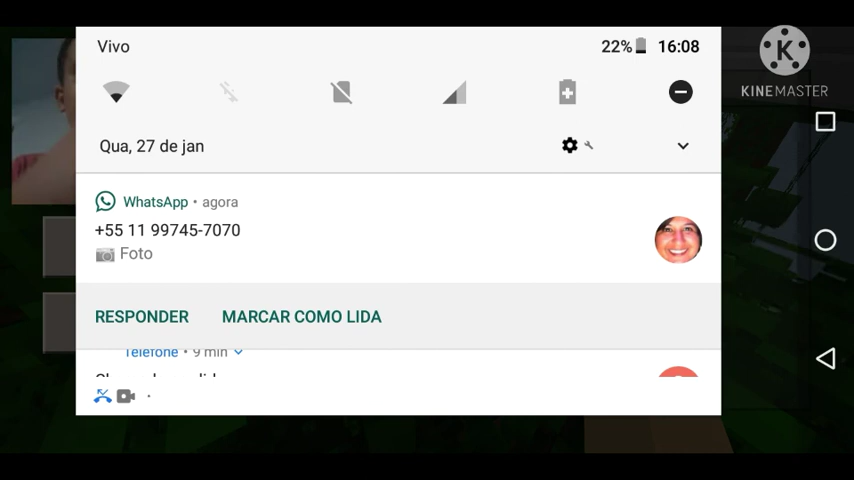 Vivo
22% 16:08
KINEMASTER
Qua, 27 de jan
WhatsApp • agora
+55 11 99745-7070
Foto
RESPONDER MARCAR COMO LIDA
Telefone • 9 min